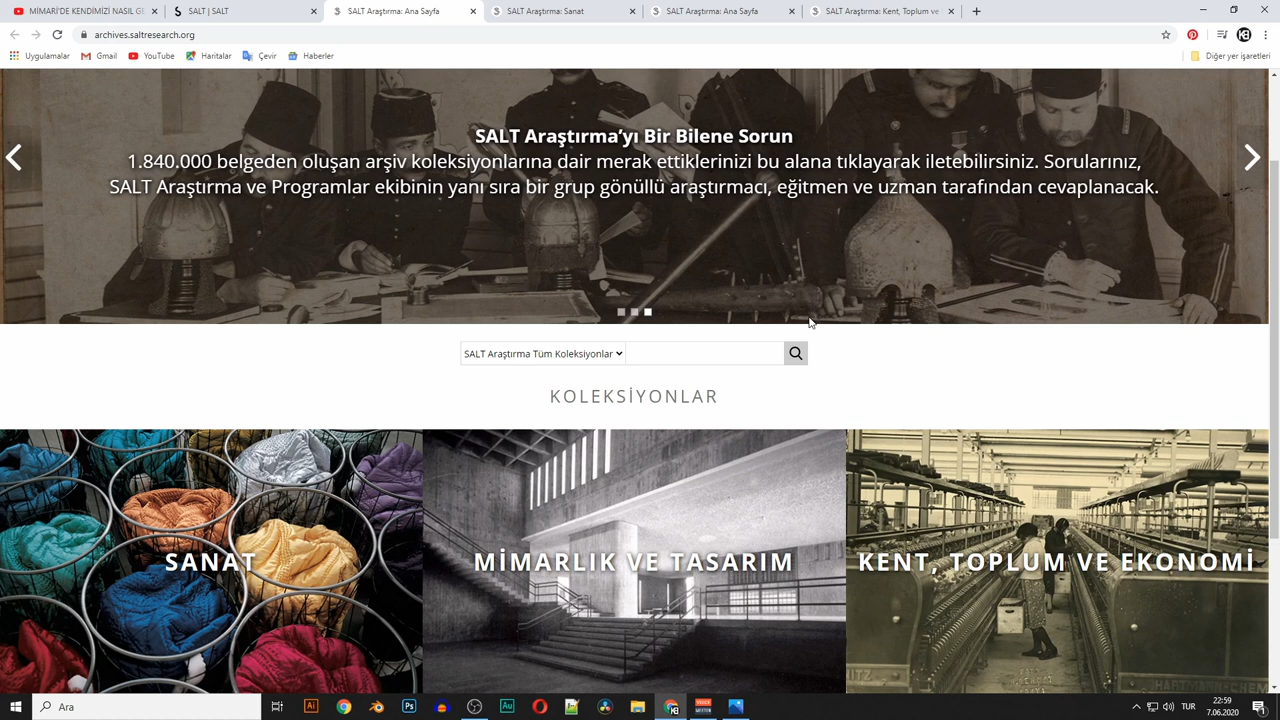 MİMARİ'DE KENDİMİZİ NASIL GE
SALT | SALT
SALT Araştırma: Ana Sayfa
SALT Araştırma: Sanat
SALT Araştırma: Ana Sayfa
SALT Araştırma: Kent, Toplum ve
archives.saltresearch.org
Uygulamalar
Gmail
YouTube
Haritalar
Çevir
Haberler
Diğer yer işaretleri
SALT Araştırma'yı Bir Bilene Sorun
1.840.000 belgeden oluşan arşiv koleksiyonlarına dair merak ettiklerinizi bu alana tıklayarak iletebilirsiniz. Sorularınız,
SALT Araştırma ve Programlar ekibinin yanı sıra bir grup gönüllü araştırmacı, eğitmen ve uzman tarafından cevaplanacak.
SALT Araştırma Tüm Koleksiyonlar
KOLEKSİYONLAR
SANAT
MİMARLIK VE TASARIM
KENT, TOPLUM VE EKONOMİ
Ara
Ai
Ps
Au
TUR
22:59
7.06.2020